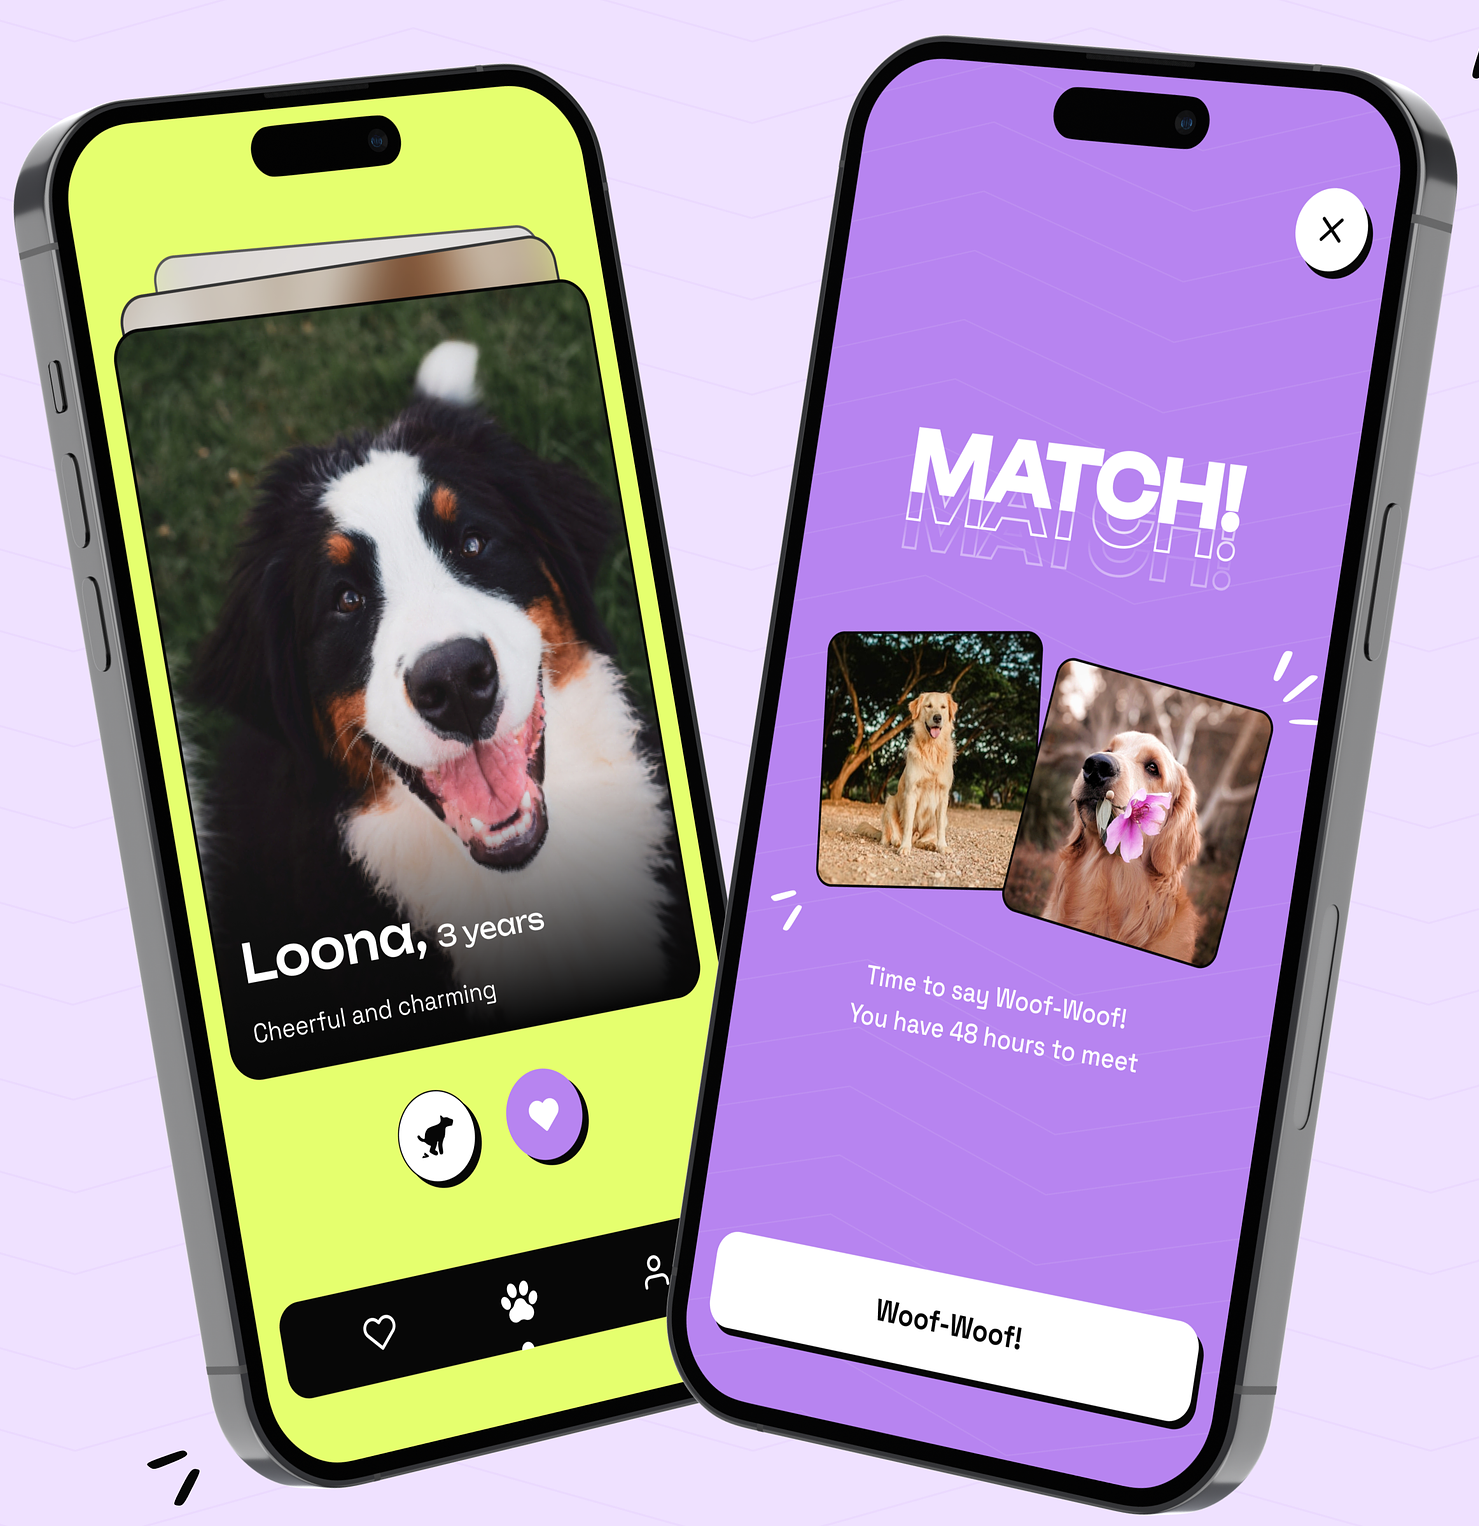 Loona, 3 years
Cheerful and charming
MATCH!
MATCH!
MATCH!
Time to say Woof-Woof!
You have 48 hours to meet
Woof-Woof!